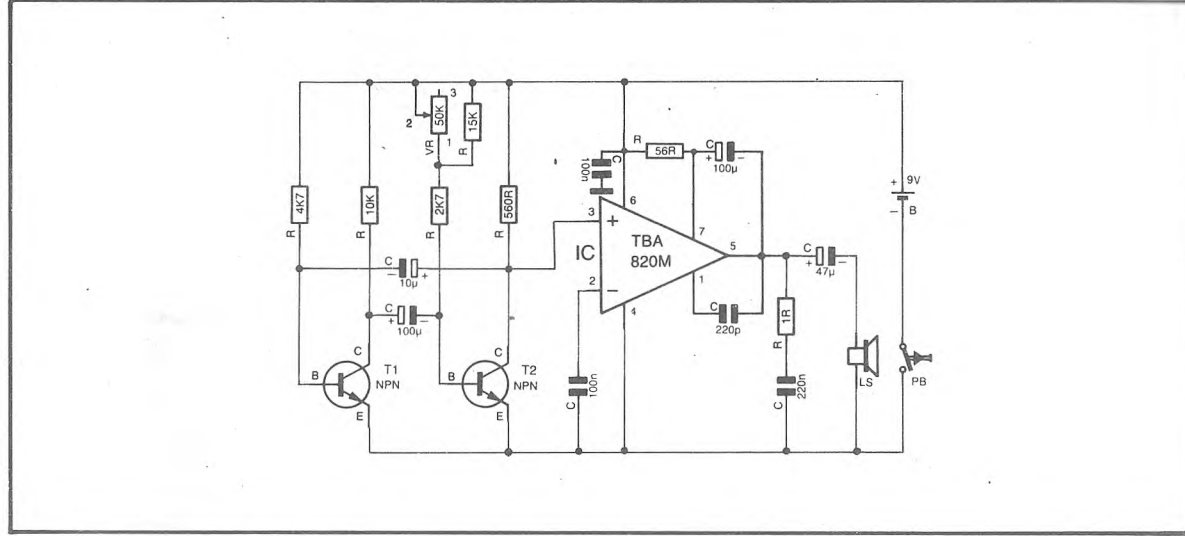 3
2
50K
1
VR
15K
R
4K7
R
10K
R
2K7
R
560R
R
C
−
10µ
+
C
+
100µ
−
B
C
T1
NPN
E
B
C
T2
NPN
E
C
100n
R
56R
C
+
100µ
−
6
3
+
7
IC
TBA
820M
5
2
−
1
4
C
220p
C
100n
C
+
47µ
−
R
1R
C
220n
LS
PB
+
9V
−
B